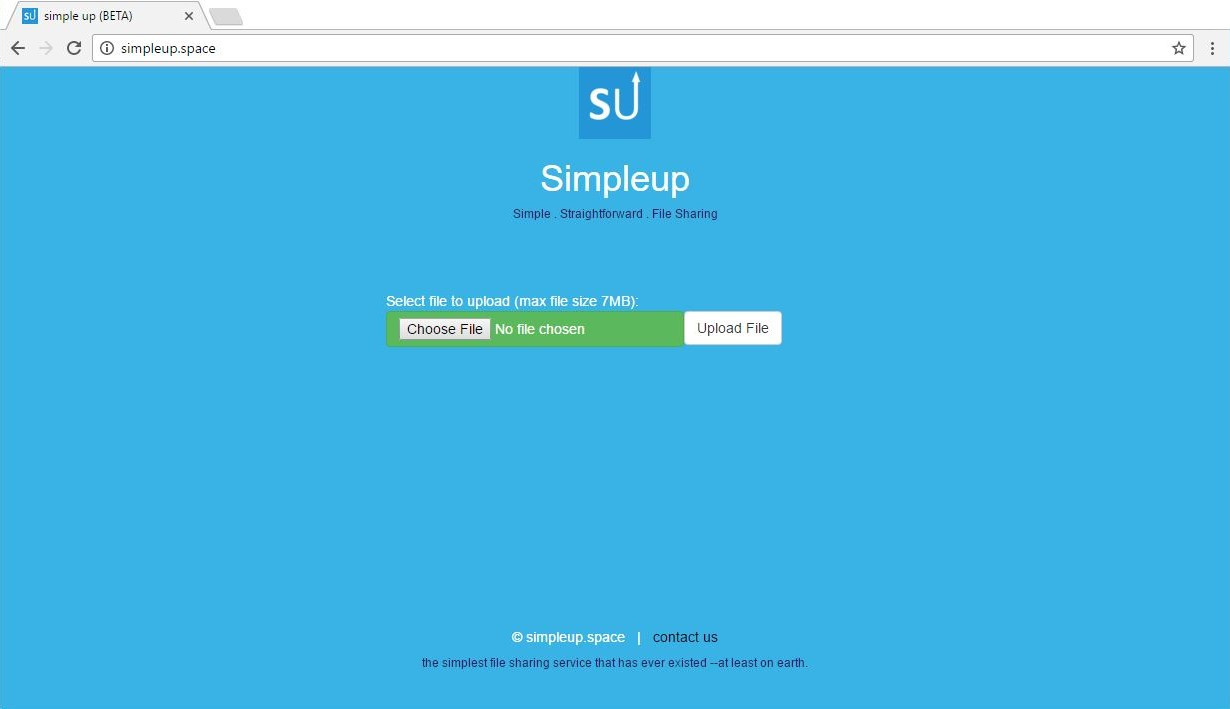 simple up (BETA)
simpleup.space
SU
Simpleup
Simple . Straightforward . File Sharing
Select file to upload (max file size 7MB):
Choose File No file chosen Upload File
© simpleup.space | contact us
the simplest file sharing service that has ever existed --at least on earth.